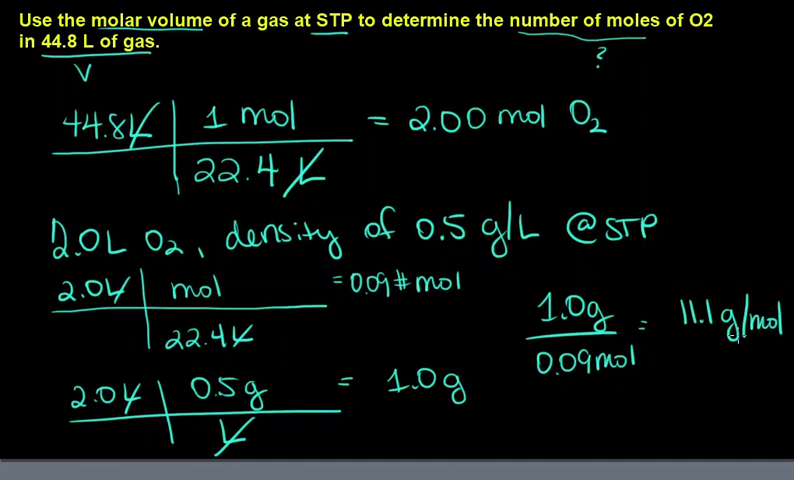 Use the molar volume of a gas at STP to determine the number of moles of O2
in 44.8 L of gas.
V
?
44.8L | 1 mol = 2.00 mol O₂
22.4 L
2.0L O₂, density of 0.5 g/L @STP
2.0L | mol = 0.09 # mol
22.4L
1.0g = 11.1 g/mol
0.09mol
2.0L | 0.5g = 1.0g
L